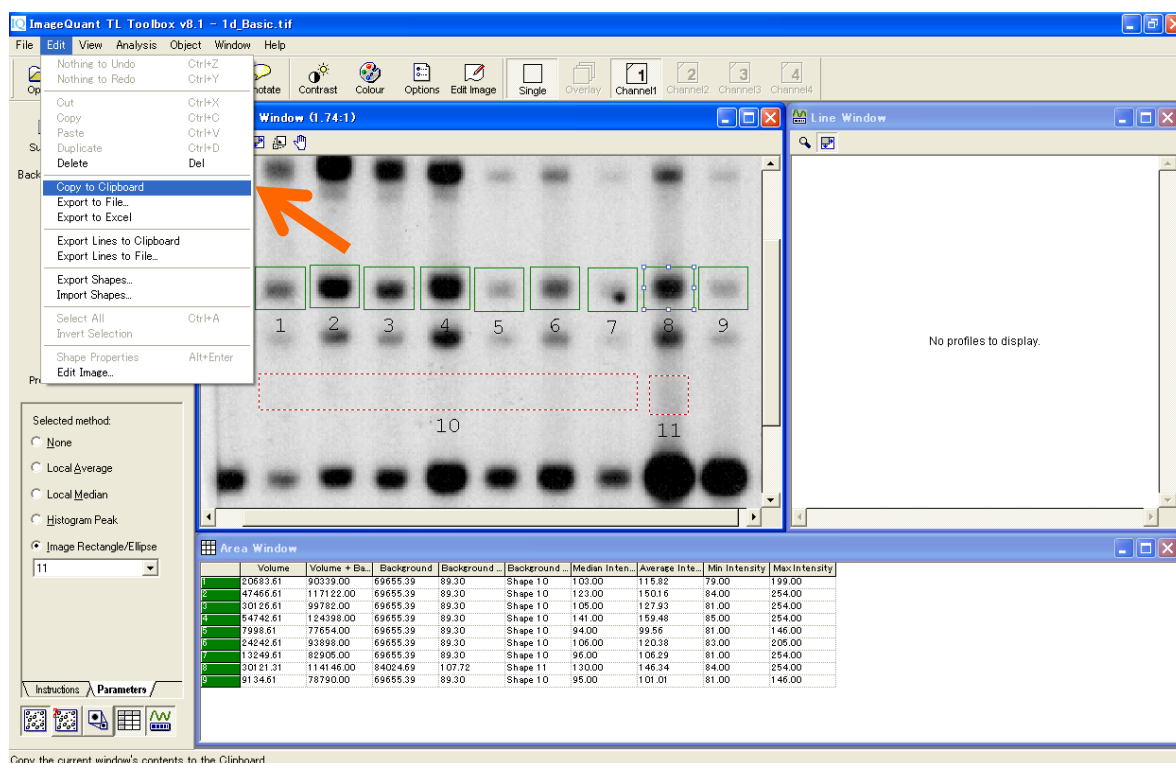 ImageQuant TL Toolbox v8.1 - 1d_Basic.tif
File Edit View Analysis Object Window Help
Nothing to Undo Ctrl+Z
Nothing to Redo Ctrl+Y
Cut Ctrl+X
Copy Ctrl+C
Paste Ctrl+V
Duplicate Ctrl+D
Delete Del
Copy to Clipboard
Export to File...
Export to Excel
Export Lines to Clipboard
Export Lines to File...
Export Shapes...
Import Shapes...
Select All Ctrl+A
Invert Selection
Shape Properties Alt+Enter
Edit Image...
Contrast Colour Options Edit Image Single Overlay Channel1 Channel2 Channel3 Channel4
1 2 3 4
Window (1.74:1)
1 2 3 4 5 6 7 8 9
10
11
Line Window
No profiles to display.
Selected method:
None
Local Average
Local Median
Histogram Peak
Image Rectangle/Ellipse
11
Instructions Parameters
Area Window
Volume Volume + Ba... Background Background ... Background ... Median Inten... Average Inte... Min Intensity Max Intensity
1 20683.61 90339.00 69655.39 89.30 Shape 10 103.00 115.82 79.00 199.00
2 47466.61 117122.00 69655.39 89.30 Shape 10 123.00 150.16 84.00 254.00
3 30126.61 99782.00 69655.39 89.30 Shape 10 105.00 127.93 81.00 254.00
4 54742.61 124398.00 69655.39 89.30 Shape 10 141.00 159.48 85.00 254.00
5 7998.61 77654.00 69655.39 89.30 Shape 10 94.00 99.56 81.00 146.00
6 24242.61 93898.00 69655.39 89.30 Shape 10 106.00 120.38 83.00 205.00
7 13249.61 82905.00 69655.39 89.30 Shape 10 96.00 106.29 81.00 254.00
8 30121.31 114146.00 84024.69 107.72 Shape 11 130.00 146.34 84.00 254.00
9 9134.61 78790.00 69655.39 89.30 Shape 10 95.00 101.01 81.00 146.00
Copy the current window's contents to the Clipboard